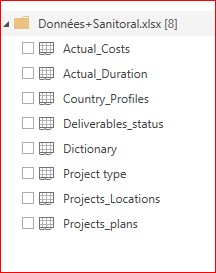 Données+Sanitoral.xlsx [8]
Actual_Costs
Actual_Duration
Country_Profiles
Deliverables_status
Dictionary
Project type
Projects_Locations
Projects_plans